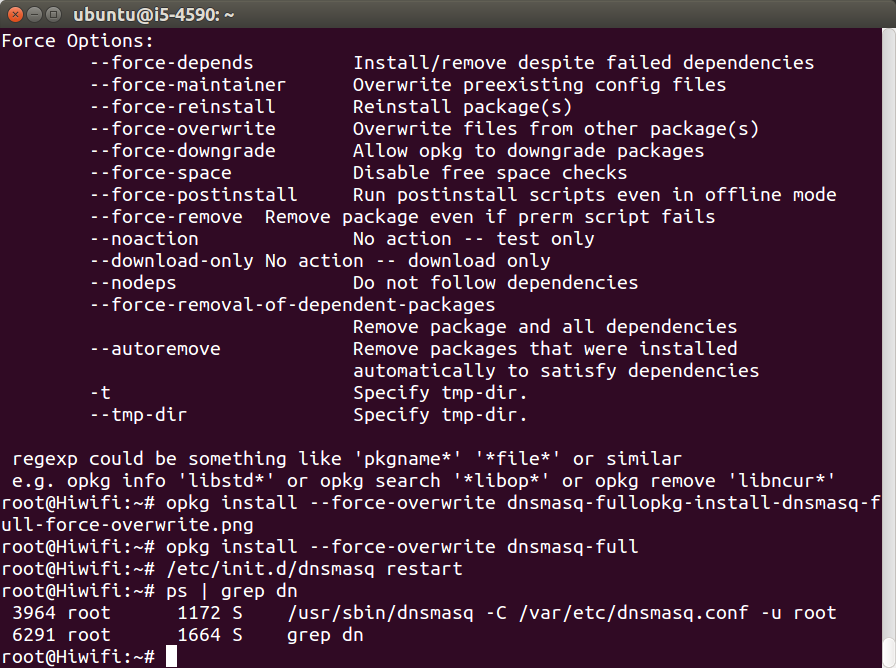 ubuntu@i5-4590: ~
Force Options:
        --force-depends         Install/remove despite failed dependencies
        --force-maintainer      Overwrite preexisting config files
        --force-reinstall       Reinstall package(s)
        --force-overwrite       Overwrite files from other package(s)
        --force-downgrade       Allow opkg to downgrade packages
        --force-space           Disable free space checks
        --force-postinstall     Run postinstall scripts even in offline mode
        --force-remove  Remove package even if prerm script fails
        --noaction              No action -- test only
        --download-only No action -- download only
        --nodeps                Do not follow dependencies
        --force-removal-of-dependent-packages
                                Remove package and all dependencies
        --autoremove            Remove packages that were installed
                                automatically to satisfy dependencies
        -t                      Specify tmp-dir.
        --tmp-dir               Specify tmp-dir.

 regexp could be something like 'pkgname*' '*file*' or similar
 e.g. opkg info 'libstd*' or opkg search '*libop*' or opkg remove 'libncur*'
root@Hiwifi:~# opkg install --force-overwrite dnsmasq-fullopkg-install-dnsmasq-f
ull-force-overwrite.png
root@Hiwifi:~# opkg install --force-overwrite dnsmasq-full
root@Hiwifi:~# /etc/init.d/dnsmasq restart
root@Hiwifi:~# ps | grep dn
 3964 root      1172 S    /usr/sbin/dnsmasq -C /var/etc/dnsmasq.conf -u root
 6291 root      1664 S    grep dn
root@Hiwifi:~#